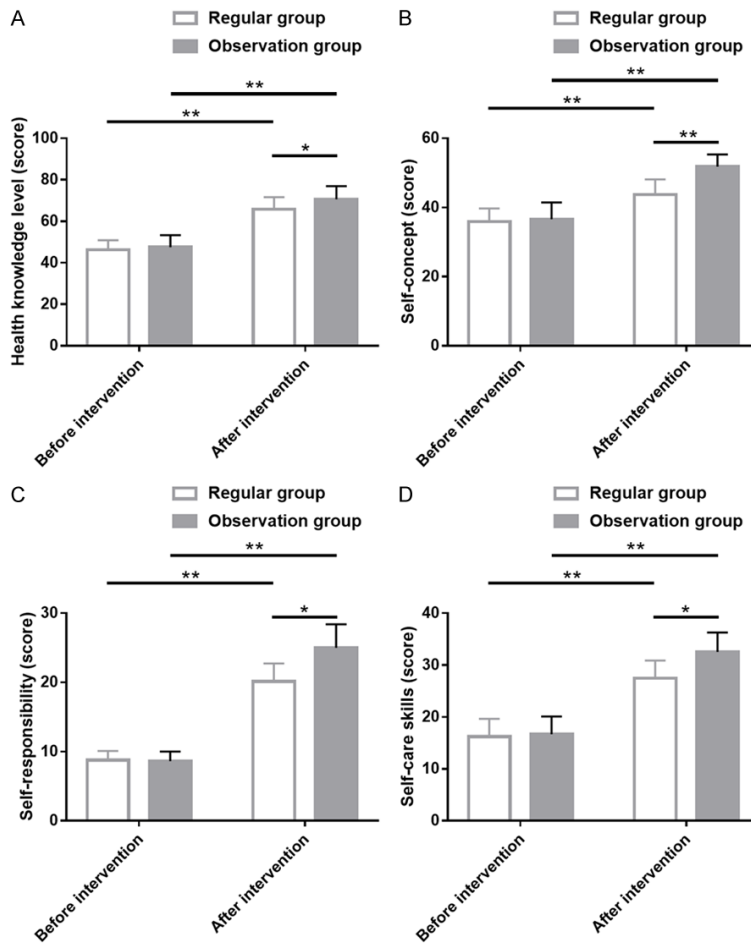 A
Regular group
Observation group
**
**
*
Health knowledge level (score)
100
80
60
40
20
0
Before intervention
After intervention
B
Regular group
Observation group
**
**
**
Self-concept (score)
60
40
20
0
Before intervention
After intervention
C
Regular group
Observation group
**
**
*
Self-responsibility (score)
30
20
10
0
Before intervention
After intervention
D
Regular group
Observation group
**
**
*
Self-care skills (score)
40
30
20
10
0
Before intervention
After intervention